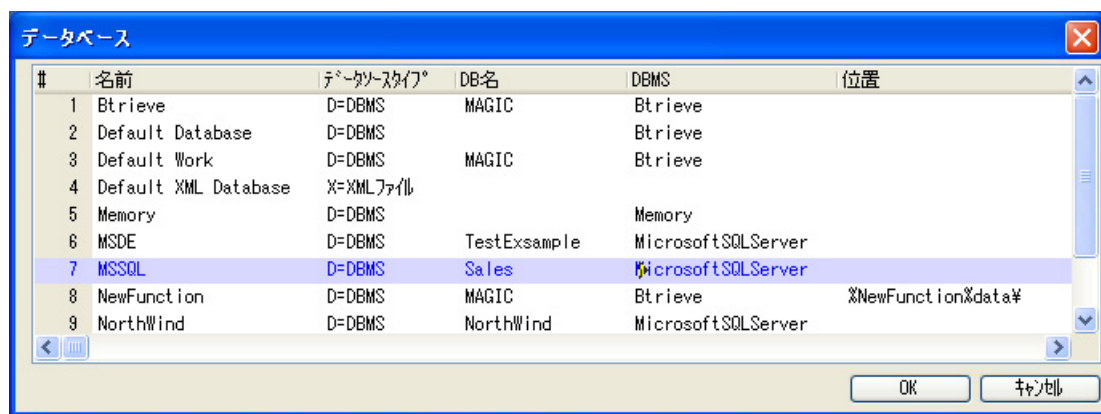 データベース
# 名前 データソースタイプ DB名 DBMS 位置
1 Btrieve D=DBMS MAGIC Btrieve
2 Default Database D=DBMS Btrieve
3 Default Work D=DBMS MAGIC Btrieve
4 Default XML Database X=XMLファイル
5 Memory D=DBMS Memory
6 MSDE D=DBMS TestExsample MicrosoftSQLServer
7 MSSQL D=DBMS Sales MicrosoftSQLServer
8 NewFunction D=DBMS MAGIC Btrieve %NewFunction%data¥
9 NorthWind D=DBMS NorthWind MicrosoftSQLServer
OK キャンセル